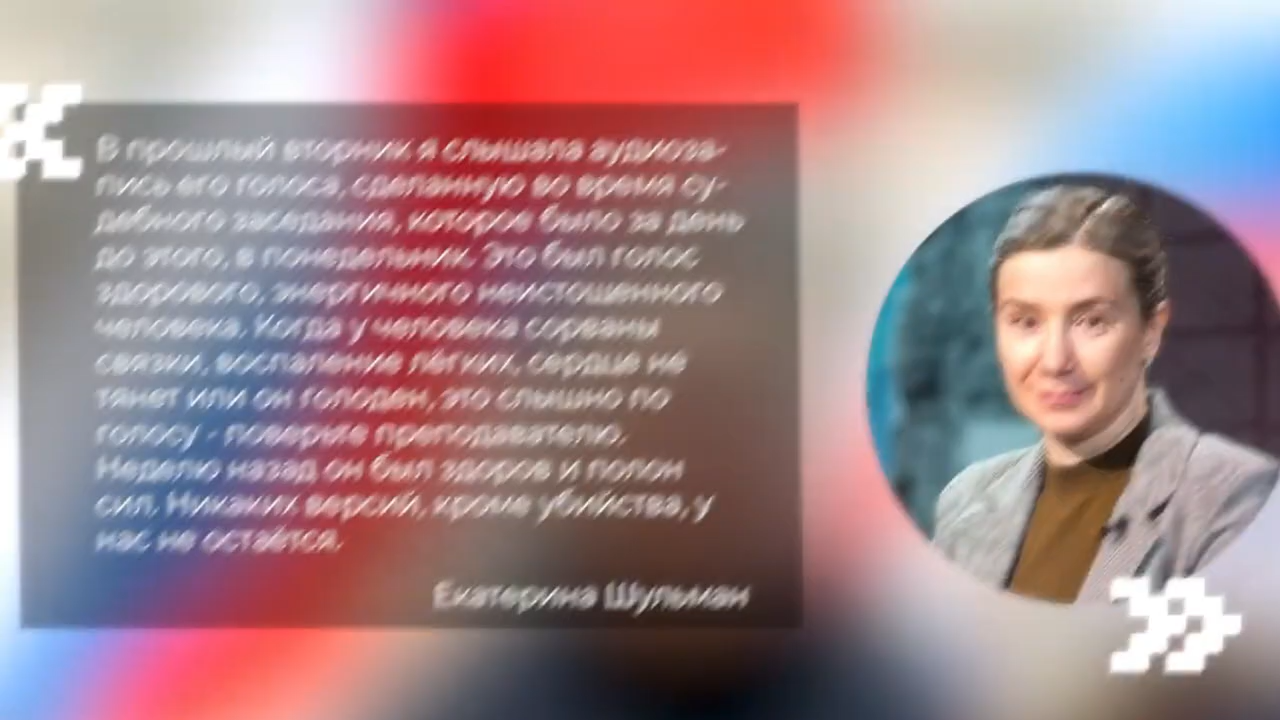 В прошлый вторник я слышала аудиоза-
пись его голоса, сделанную во время су-
дебного заседания, которое было за день
до этого, в понедельник. Это был голос
здорового, энергичного неистощенного
человека. Когда у человека сорваны
связки, воспаление лёгких, сердце не
тянет или он голоден, это слышно по
голосу - поверьте преподавателю.
Неделю назад он был здоров и полон
сил. Никаких версий, кроме убийства, у
нас не остаётся.
Екатерина Шульман